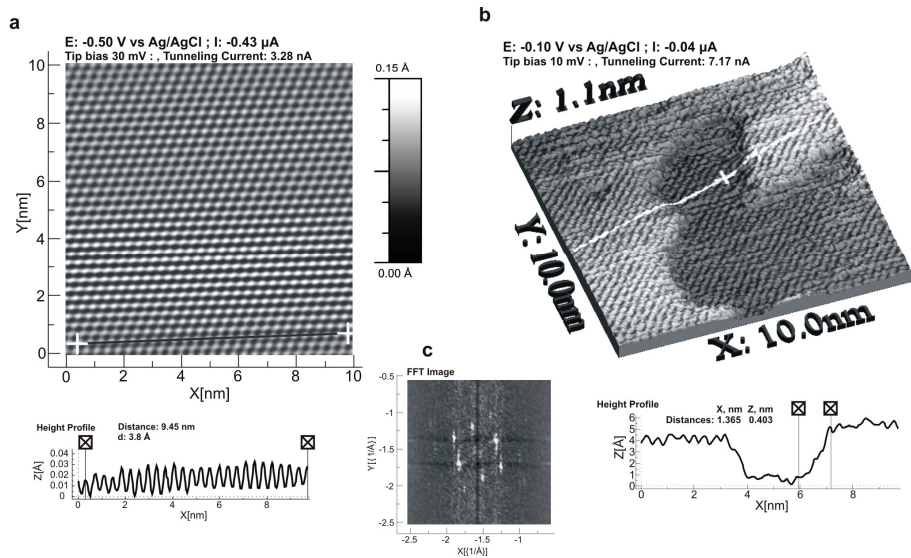 a
E: -0.50 V vs Ag/AgCl ; I: -0.43 µA
Tip bias 30 mV : , Tunneling Current: 3.28 nA
10
8
6
4
2
0
Y[nm]
0 2 4 6 8 10
X[nm]
0.15 Å
0.00 Å
Height Profile
Distance: 9.45 nm
d: 3.8 Å
0.04
0.03
0.02
0.01
0
Z[Å]
0 2 4 6 8
X[nm]
b
E: -0.10 V vs Ag/AgCl ; I: -0.04 µA
Tip bias 10 mV : , Tunneling Current: 7.17 nA
Z: 1.1nm
Y: 10.0nm
X: 10.0nm
c
FFT Image
-0.5
-1
-1.5
-2
-2.5
Y[{1/Å}]
-2.5 -2 -1.5 -1
X[{1/Å}]
Height Profile
X, nm Z, nm
Distances: 1.365 0.403
6
5
4
3
2
1
0
Z[Å]
0 2 4 6 8
X[nm]